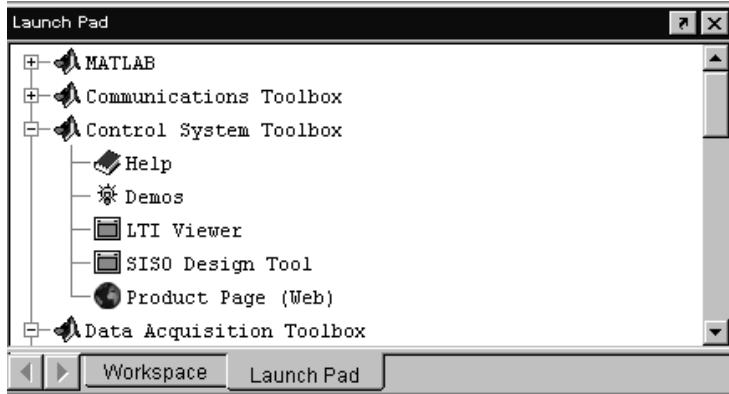 Launch Pad
MATLAB
Communications Toolbox
Control System Toolbox
Help
Demos
LTI Viewer
SISO Design Tool
Product Page (Web)
Data Acquisition Toolbox
Workspace
Launch Pad